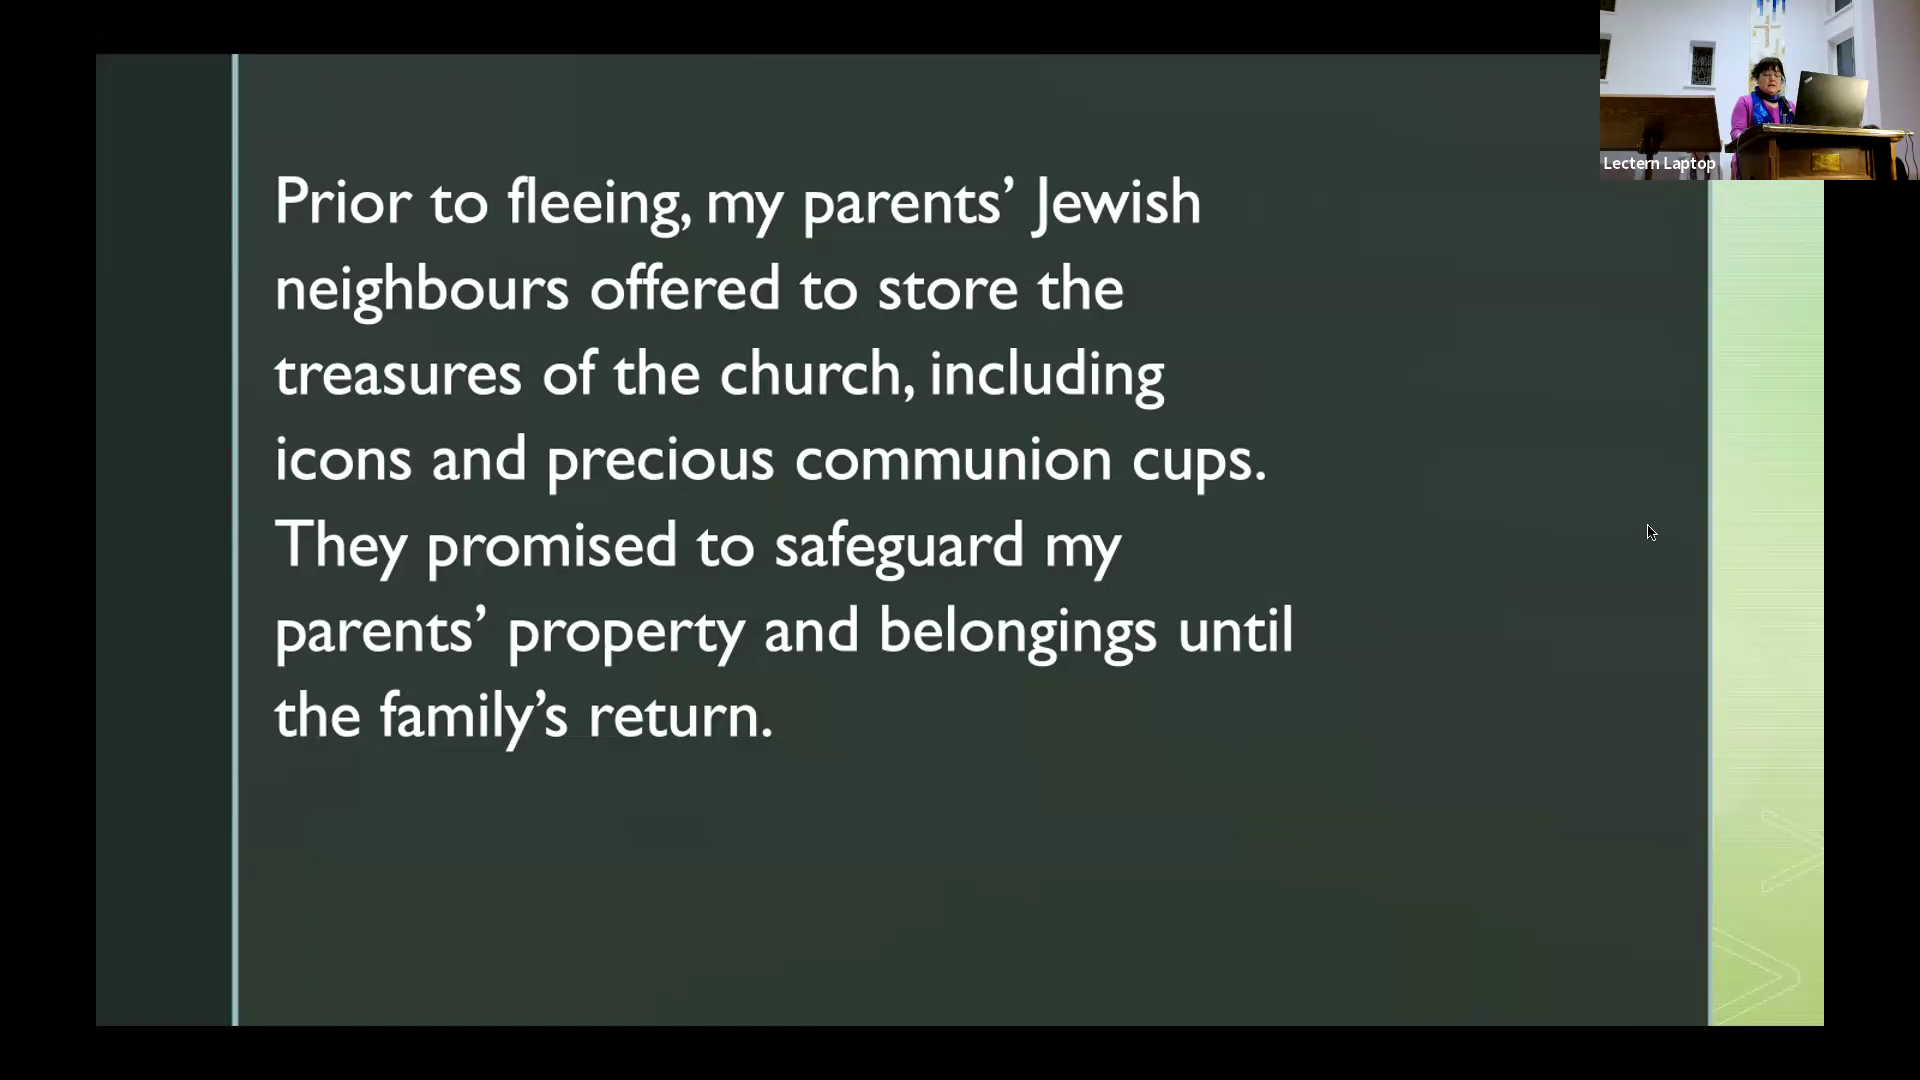 Prior to fleeing, my parents’ Jewish
neighbours offered to store the
treasures of the church, including
icons and precious communion cups.
They promised to safeguard my
parents’ property and belongings until
the family’s return.
Lectern Laptop